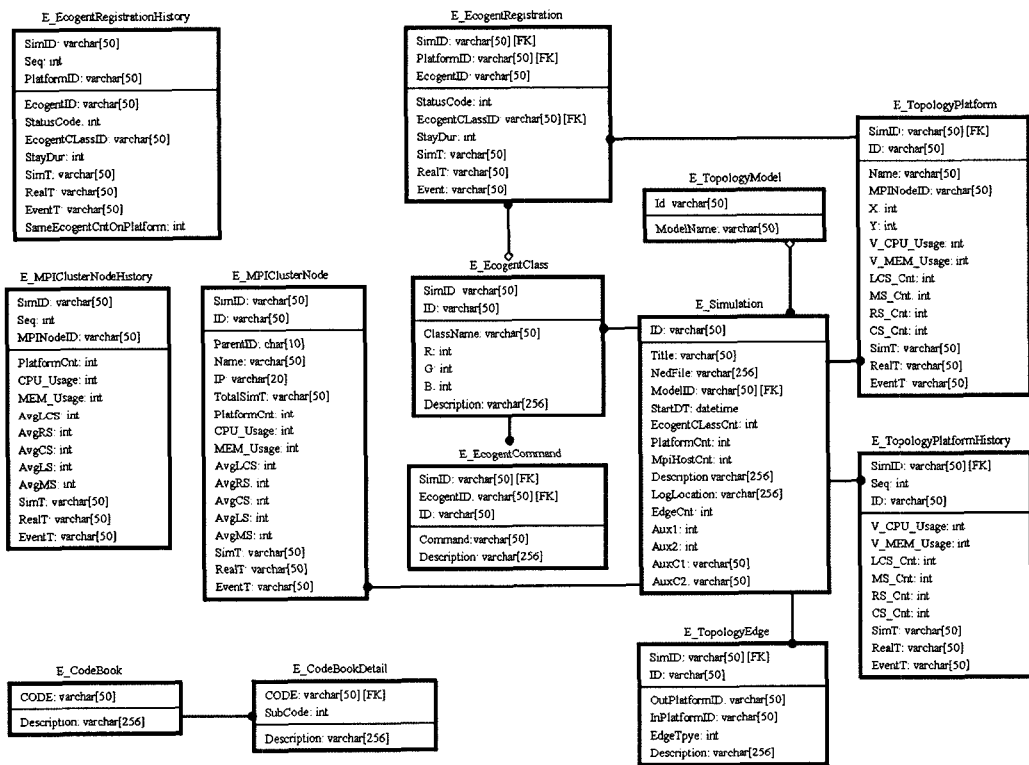 E_EcogentRegistrationHistory
SimID: varchar[50]
Seq: int
PlatformID: varchar[50]
EcogentID: varchar[50]
StatusCode: int
EcogentCLassID: varchar[50]
StayDur: int
SimT: varchar[50]
RealT: varchar[50]
EventT: varchar[50]
SameEcogentCntOnPlatform: int
E_EcogentRegistration
SimID: varchar[50] [FK]
PlatformID: varchar[50] [FK]
EcogentID: varchar[50]
StatusCode: int
EcogentCLassID: varchar[50] [FK]
StayDur: int
SimT: varchar[50]
RealT: varchar[50]
Event: varchar[50]
E_TopologyPlatform
SimID: varchar[50] [FK]
ID: varchar[50]
Name: varchar[50]
MPINodeID: varchar[50]
X: int
Y: int
V_CPU_Usage: int
V_MEM_Usage: int
LCS_Cnt: int
MS_Cnt: int
RS_Cnt: int
CS_Cnt: int
SimT: varchar[50]
RealT: varchar[50]
EventT: varchar[50]
E_TopologyModel
Id varchar[50]
ModelName: varchar[50]
E_MPIClusterNodeHistory
SimID: varchar[50]
Seq: int
MPINodeID: varchar[50]
PlatformCnt: int
CPU_Usage: int
MEM_Usage: int
AvgLCS: int
AvgRS: int
AvgCS: int
AvgLS: int
AvgMS: int
SimT: varchar[50]
RealT: varchar[50]
EventT: varchar[50]
E_MPIClusterNode
SimID: varchar[50]
ID: varchar[50]
ParentID: char[10]
Name: varchar[50]
IP: varchar[20]
TotalSimT: varchar[50]
PlatformCnt: int
CPU_Usage: int
MEM_Usage: int
AvgLCS: int
AvgRS: int
AvgCS: int
AvgLS: int
AvgMS: int
SimT: varchar[50]
RealT: varchar[50]
EventT: varchar[50]
E_EcogentClass
SimID varchar[50]
ID: varchar[50]
ClassName: varchar[50]
R: int
G: int
B: int
Description: varchar[256]
E_EcogentCommand
SimID: varchar[50] [FK]
EcogentID: varchar[50] [FK]
ID: varchar[50]
Command:varchar[50]
Description: varchar[256]
E_Simulation
ID: varchar[50]
Title: varchar[50]
NedFile: varchar[256]
ModelID: varchar[50] [FK]
StartDT: datetime
EcogentCLassCnt: int
PlatformCnt: int
MpiHostCnt: int
Description varchar[256]
LogLocation: varchar[256]
EdgeCnt: int
Aux1: int
Aux2: int
AuxC1: varchar[50]
AuxC2: varchar[50]
E_TopologyPlatformHistory
SimID: varchar[50] [FK]
Seq: int
ID: varchar[50]
V_CPU_Usage: int
V_MEM_Usage: int
LCS_Cnt: int
MS_Cnt: int
RS_Cnt: int
CS_Cnt: int
SimT: varchar[50]
RealT: varchar[50]
EventT: varchar[50]
E_TopologyEdge
SimID: varchar[50] [FK]
ID: varchar[50]
OutPlatformID: varchar[50]
InPlatformID: varchar[50]
EdgeTpye: int
Description: varchar[256]
E_CodeBook
CODE: varchar[50]
Description: varchar[256]
E_CodeBookDetail
CODE: varchar[50] [FK]
SubCode: int
Description: varchar[256]